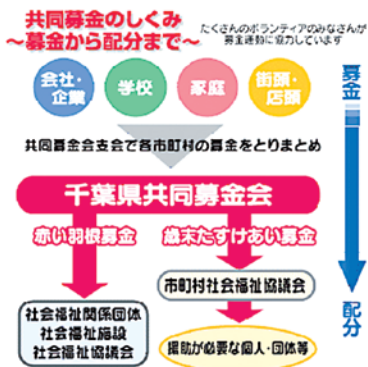 共同募金のしくみ
～募金から配分まで～
たくさんのボランティアのみなさんが
募金運動に協力しています
会社・
企業
学校
家庭
街頭・
店頭
募金
共同募金会支会で各市町村の募金をとりまとめ
千葉県共同募金会
赤い羽根募金
歳末たすけあい募金
市町村社会福祉協議会
社会福祉関係団体
社会福祉施設
社会福祉協議会
援助が必要な個人・団体等
配分